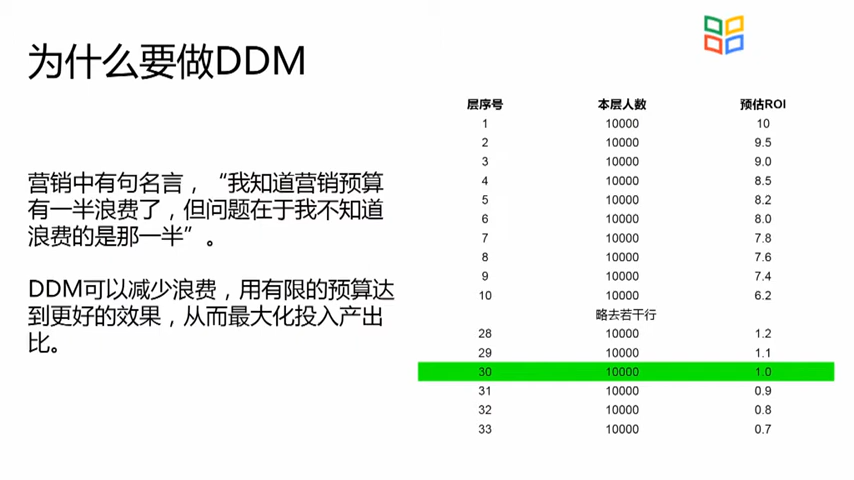 为什么要做DDM
营销中有句名言，“我知道营销预算
有一半浪费了，但问题在于我不知道
浪费的是那一半”。
DDM可以减少浪费，用有限的预算达
到更好的效果，从而最大化投入产出
比。
层序号 本层人数 预估ROI
1 10000 10
2 10000 9.5
3 10000 9.0
4 10000 8.5
5 10000 8.2
6 10000 8.0
7 10000 7.8
8 10000 7.6
9 10000 7.4
10 10000 6.2
略去若干行
28 10000 1.2
29 10000 1.1
30 10000 1.0
31 10000 0.9
32 10000 0.8
33 10000 0.7